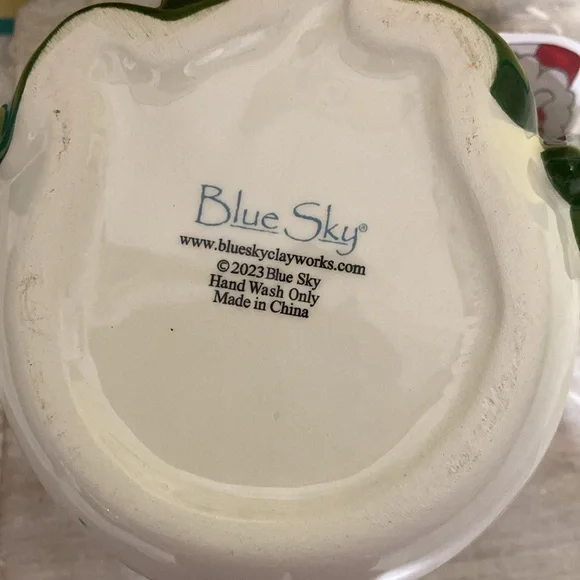 Blue Sky®
www.blueskyclayworks.com
©2023 Blue Sky
Hand Wash Only
Made in China